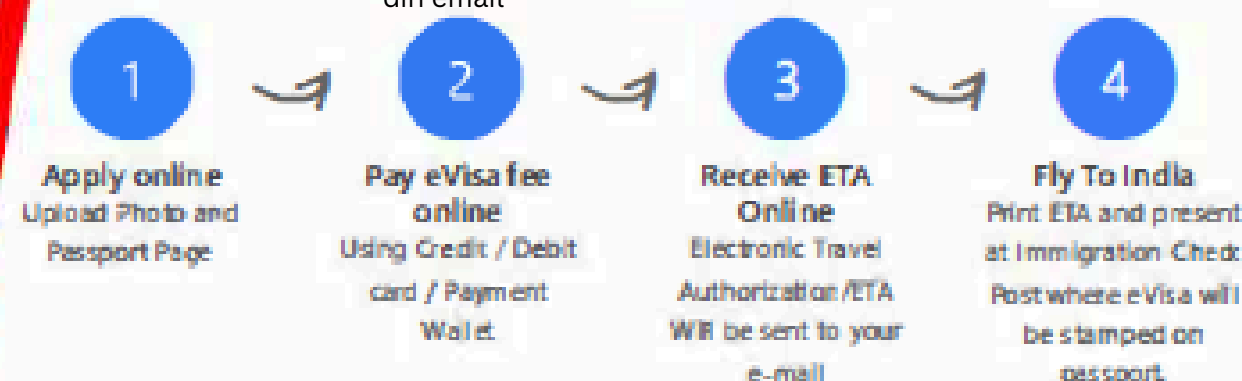 din email
1
2
3
4
Apply online
Upload Photo and
Passport Page
Pay eVisa fee
online
Using Credit / Debit
card / Payment
Wallet
Receive ETA
Online
Electronic Travel
Authorization/ETA
Will be sent to your
e-mail
Fly To India
Print ETA and present
at Immigration Check
Post where eVisa will
be stamped on
passport.